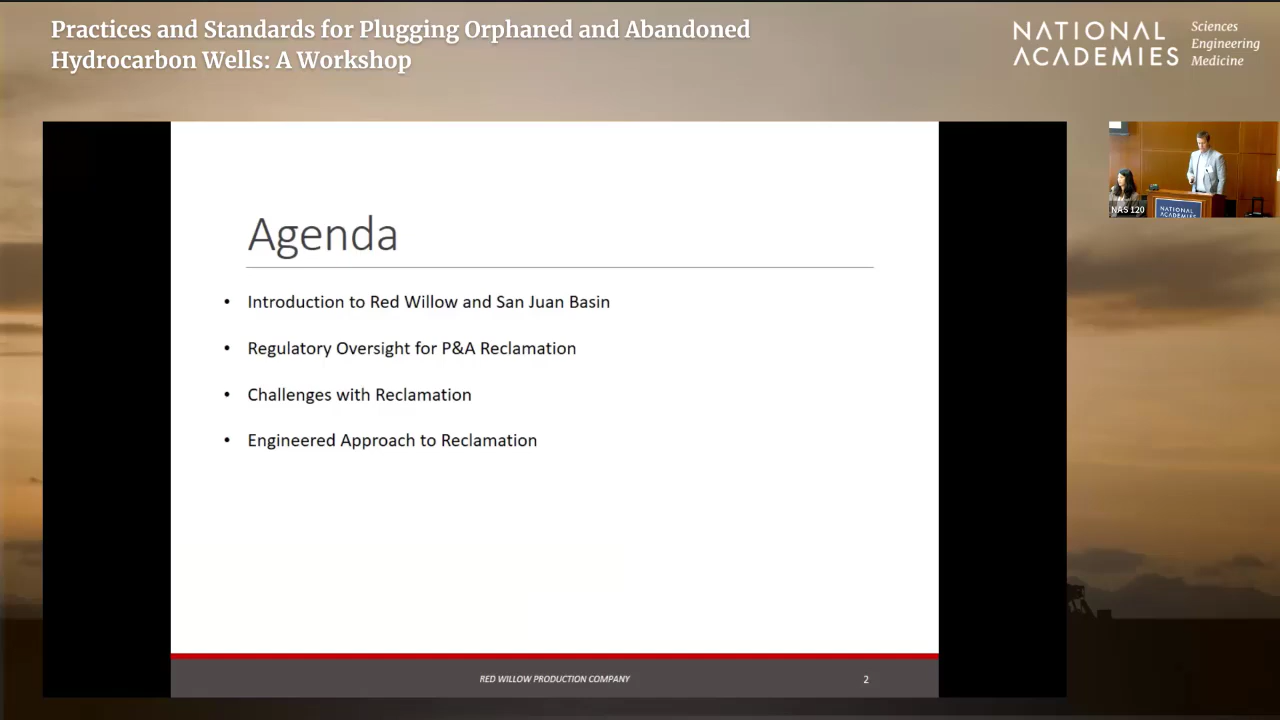 Practices and Standards for Plugging Orphaned and Abandoned
Hydrocarbon Wells: A Workshop
NATIONAL
ACADEMIES
Sciences
Engineering
Medicine
Agenda
• Introduction to Red Willow and San Juan Basin
• Regulatory Oversight for P&A Reclamation
• Challenges with Reclamation
• Engineered Approach to Reclamation
RED WILLOW PRODUCTION COMPANY
2
NAS 120
NATIONAL
ACADEMIES